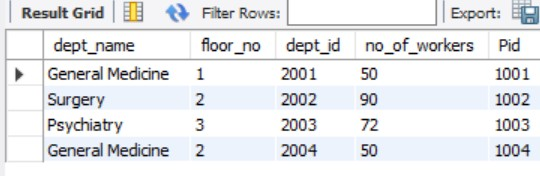 Result Grid Filter Rows: Export:
dept_name floor_no dept_id no_of_workers Pid
General Medicine 1 2001 50 1001
Surgery 2 2002 90 1002
Psychiatry 3 2003 72 1003
General Medicine 2 2004 50 1004